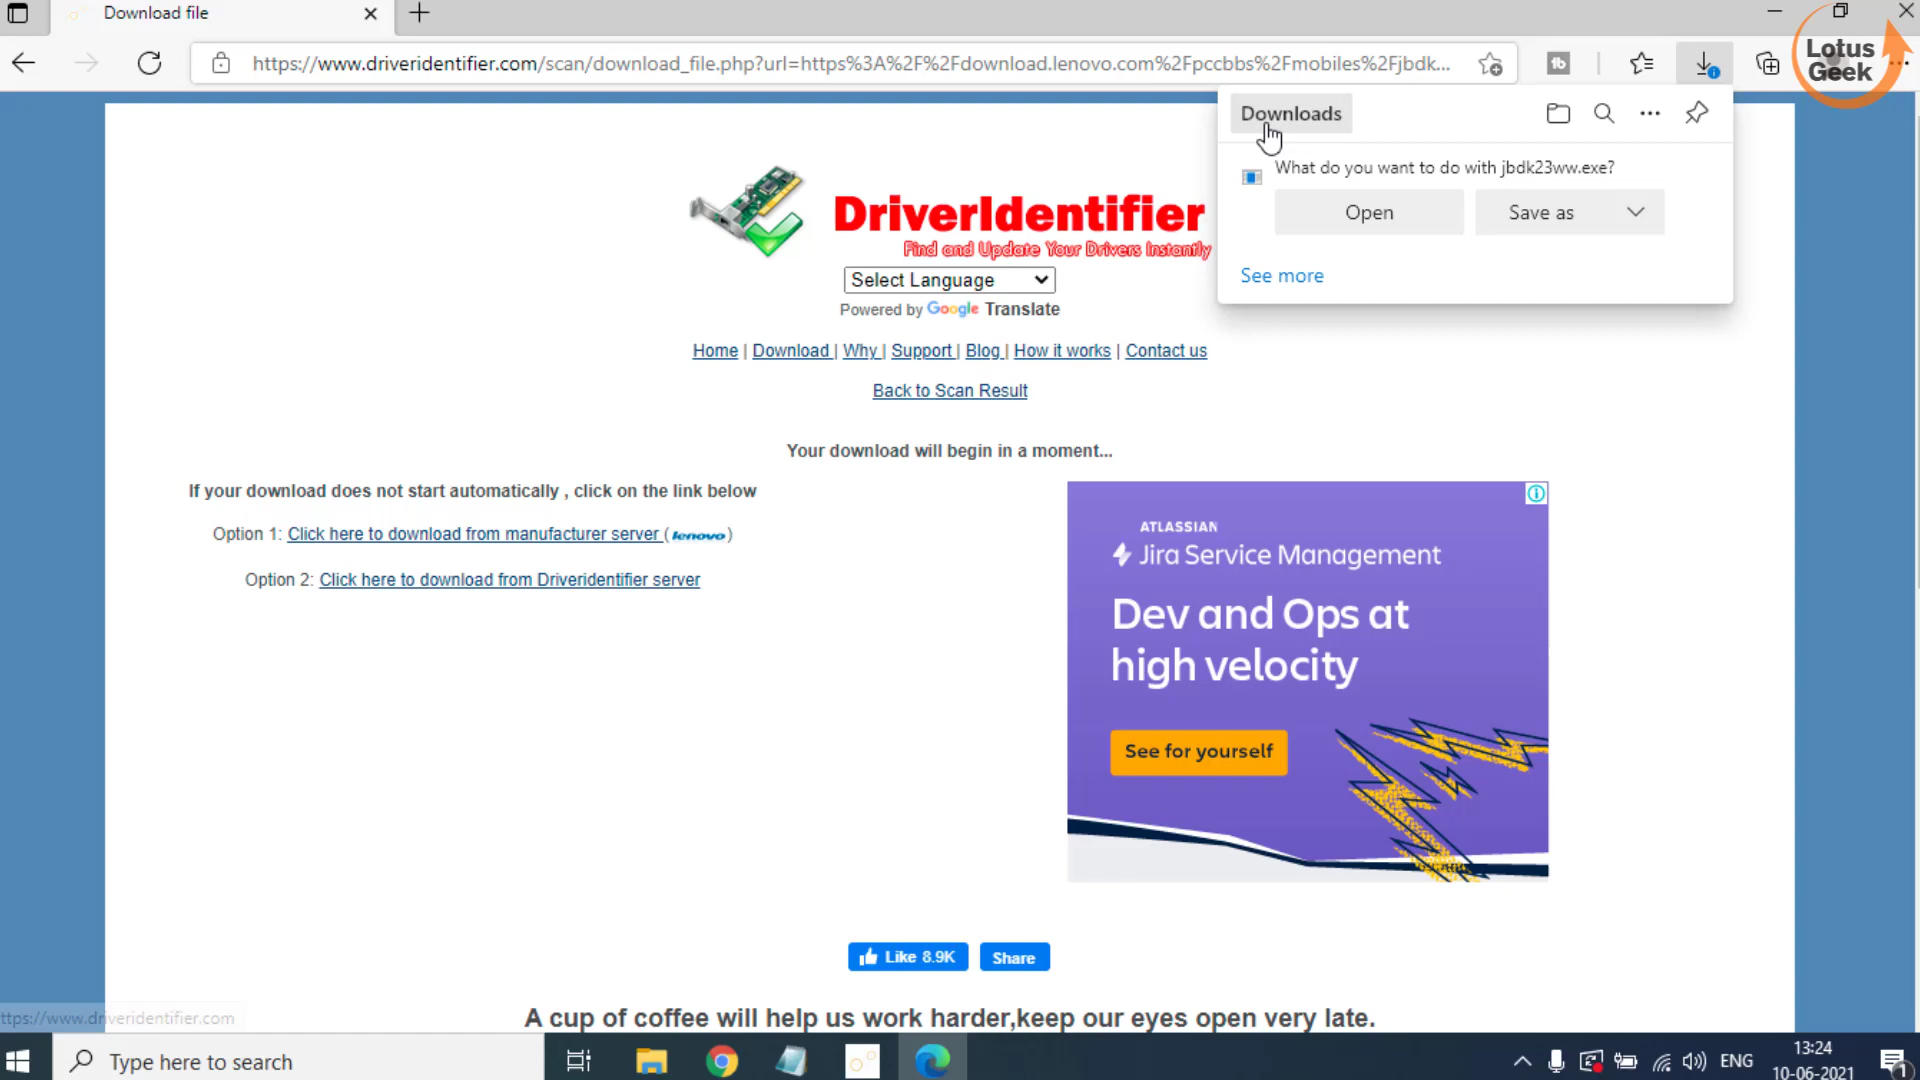 Download file
https://www.driveridentifier.com/scan/download_file.php?url=https%3A%2F%2Fdownload.lenovo.com%2Fpccbbs%2Fmobiles%2Fjbdk...
Lotus
Geek
Downloads
What do you want to do with jbdk23ww.exe?
Open
Save as
See more
DriverIdentifier
Find and Update Your Drivers Instantly
Select Language
Powered by Google Translate
Home | Download | Why | Support | Blog | How it works | Contact us
Back to Scan Result
Your download will begin in a moment...
If your download does not start automatically , click on the link below
Option 1: Click here to download from manufacturer server (lenovo)
Option 2: Click here to download from Driveridentifier server
ATLASSIAN
Jira Service Management
Dev and Ops at
high velocity
See for yourself
Like 8.9K
Share
A cup of coffee will help us work harder,keep our eyes open very late.
ttps://www.driveridentifier.com
Type here to search
ENG
13:24
10-06-2021
1